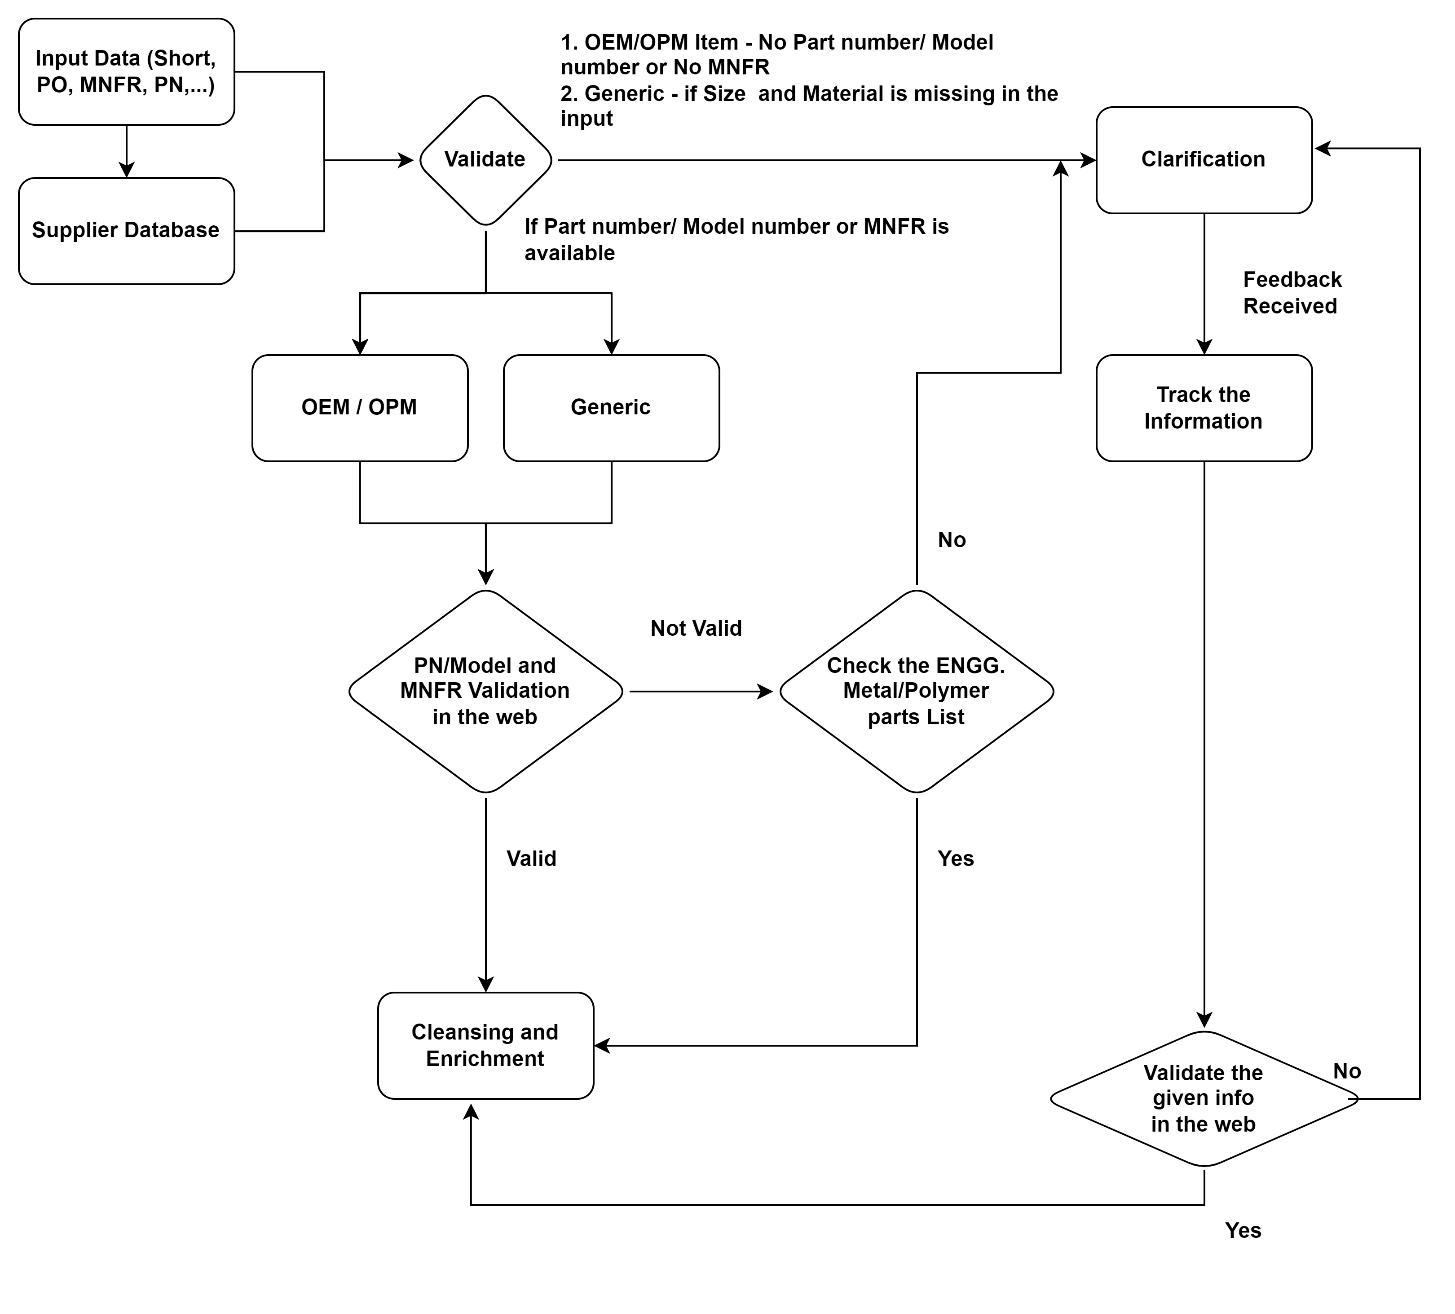 Input Data (Short,
PO, MNFR, PN,...)
Supplier Database
Validate
1. OEM/OPM Item - No Part number/ Model
number or No MNFR
2. Generic - if Size  and Material is missing in the
input
Clarification
If Part number/ Model number or MNFR is
available
Feedback
Received
OEM / OPM
Generic
Track the
Information
No
Not Valid
PN/Model and
MNFR Validation
in the web
Check the ENGG.
Metal/Polymer
parts List
Valid
Yes
Cleansing and
Enrichment
Validate the
given info
in the web
No
Yes